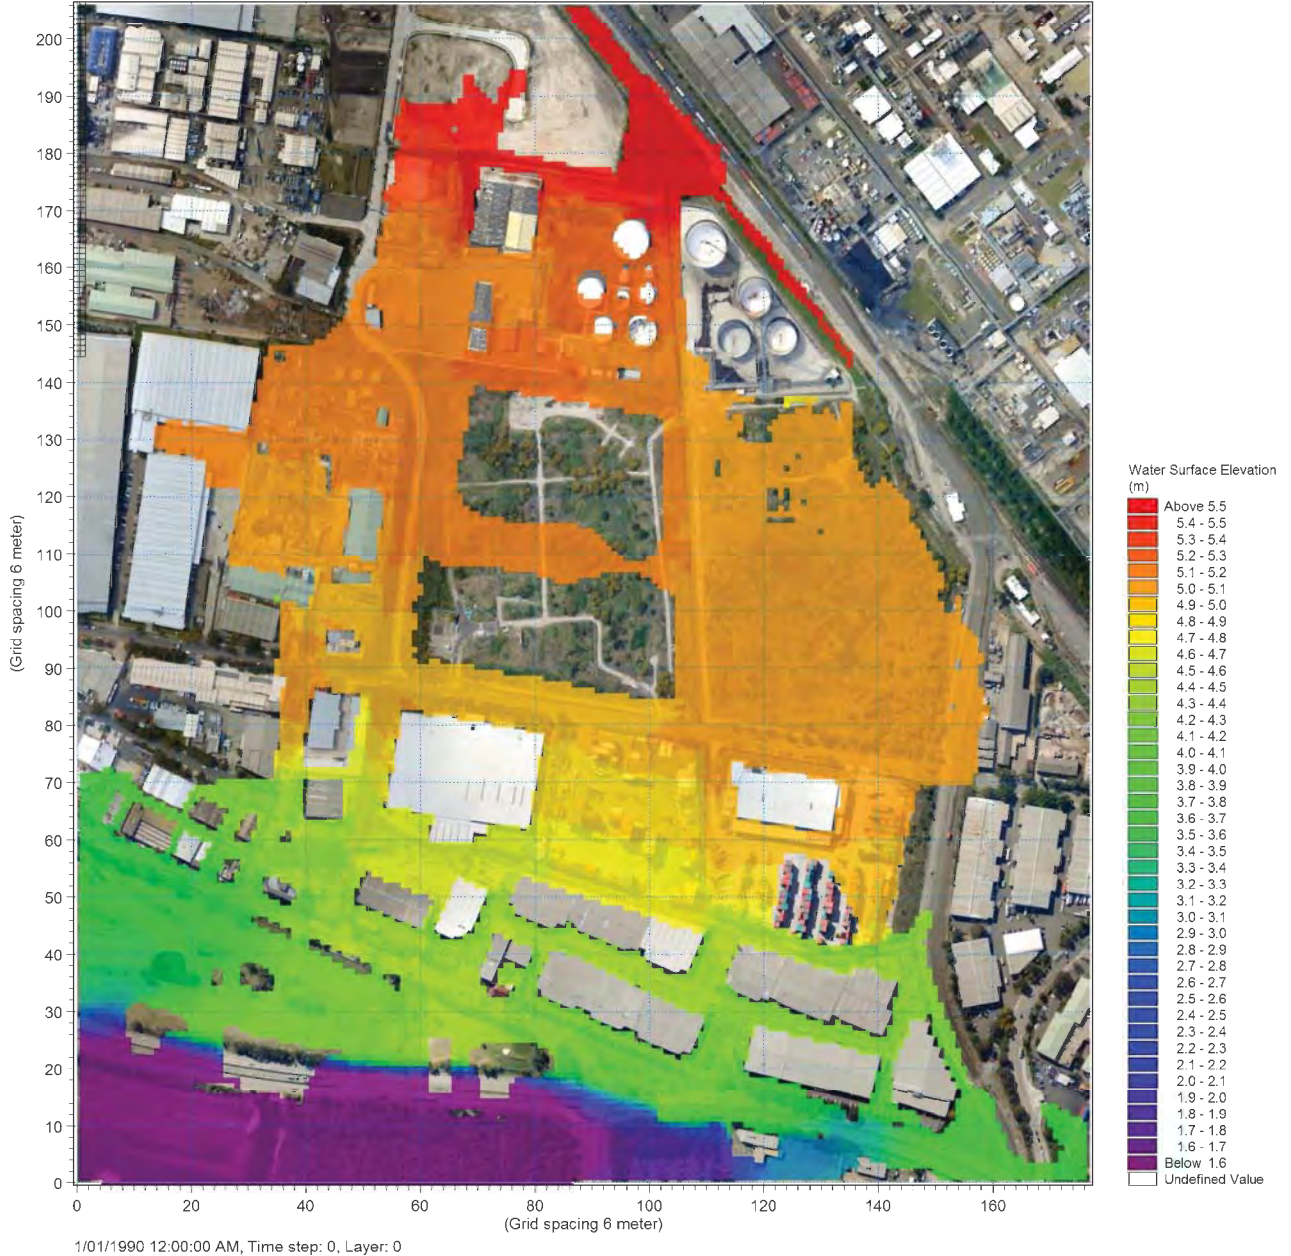 200
190
180
170
160
150
140
130
120
110
100
90
80
70
60
50
40
30
20
10
0
(Grid spacing 6 meter)
0 20 40 60 80 100 120 140 160
(Grid spacing 6 meter)
1/01/1990 12:00:00 AM, Time step: 0, Layer: 0
Water Surface Elevation
(m)
Above 5.5
5.4 - 5.5
5.3 - 5.4
5.2 - 5.3
5.1 - 5.2
5.0 - 5.1
4.9 - 5.0
4.8 - 4.9
4.7 - 4.8
4.6 - 4.7
4.5 - 4.6
4.4 - 4.5
4.3 - 4.4
4.2 - 4.3
4.1 - 4.2
4.0 - 4.1
3.9 - 4.0
3.8 - 3.9
3.7 - 3.8
3.6 - 3.7
3.5 - 3.6
3.4 - 3.5
3.3 - 3.4
3.2 - 3.3
3.1 - 3.2
3.0 - 3.1
2.9 - 3.0
2.8 - 2.9
2.7 - 2.8
2.6 - 2.7
2.5 - 2.6
2.4 - 2.5
2.3 - 2.4
2.2 - 2.3
2.1 - 2.2
2.0 - 2.1
1.9 - 2.0
1.8 - 1.9
1.7 - 1.8
1.6 - 1.7
Below 1.6
Undefined Value